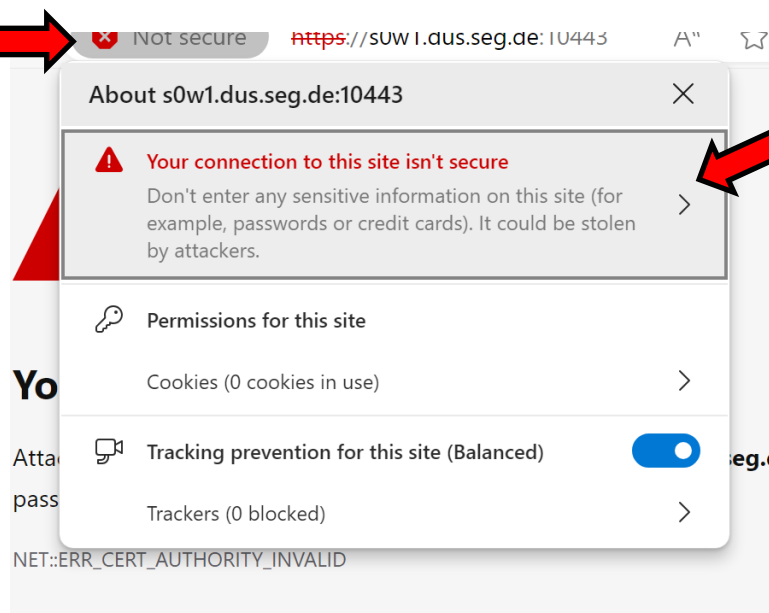 Not secure https://s0w1.dus.seg.de:10443 A"
About s0w1.dus.seg.de:10443
Your connection to this site isn't secure
Don't enter any sensitive information on this site (for
example, passwords or credit cards). It could be stolen
by attackers.
Permissions for this site
Yo
Cookies (0 cookies in use)
Atta
Tracking prevention for this site (Balanced)
seg.
pass
Trackers (0 blocked)
NET::ERR_CERT_AUTHORITY_INVALID